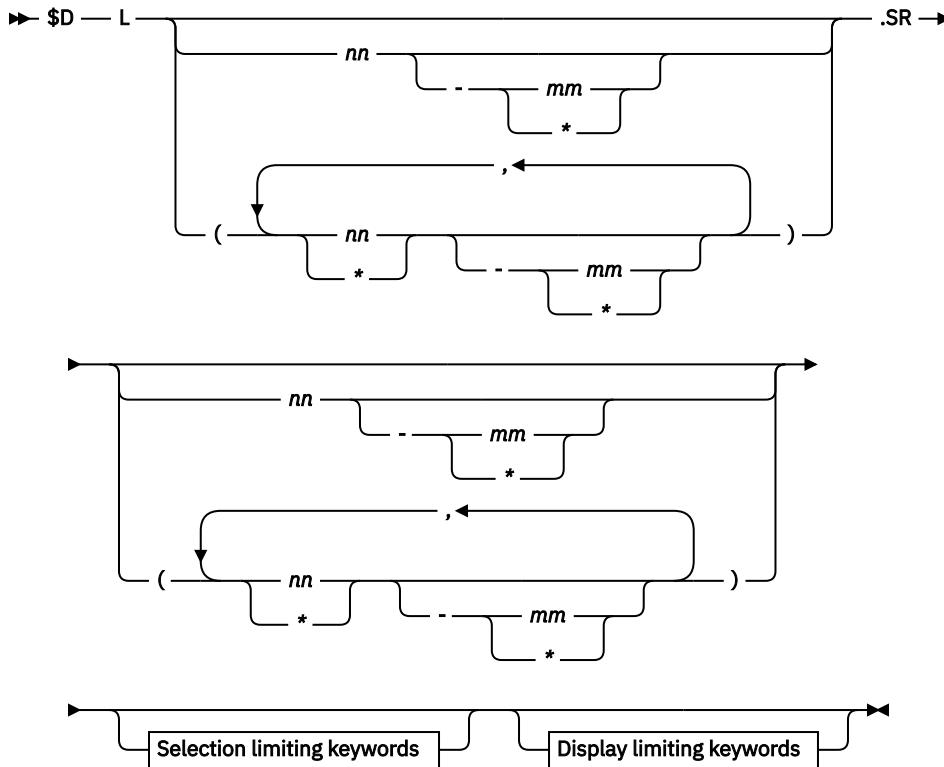 $D L .SR
nn
- mm
*
,
( nn )
* - mm
*
nn
- mm
*
,
( nn )
* - mm
*
Selection limiting keywords Display limiting keywords